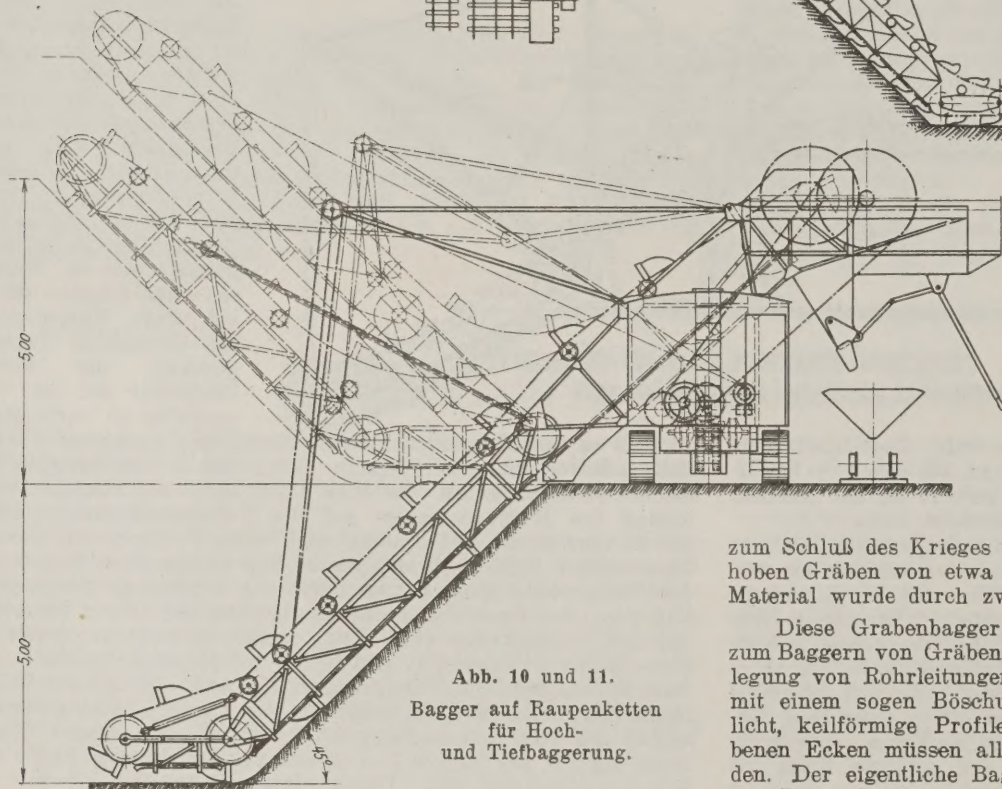 5,00
5,00
45°
Abb. 10 und 11.
Bagger auf Raupenketten
für Hoch-
und Tiefbaggerung.
zum Schluß des Krieges
hoben Gräben von etwa
Material wurde durch zw
Diese Grabenbagger
zum Baggern von Gräben
legung von Rohrleitungen
mit einem sogen Böschu
licht, keilförmige Profile
benen Ecken müssen all
den. Der eigentliche Bag